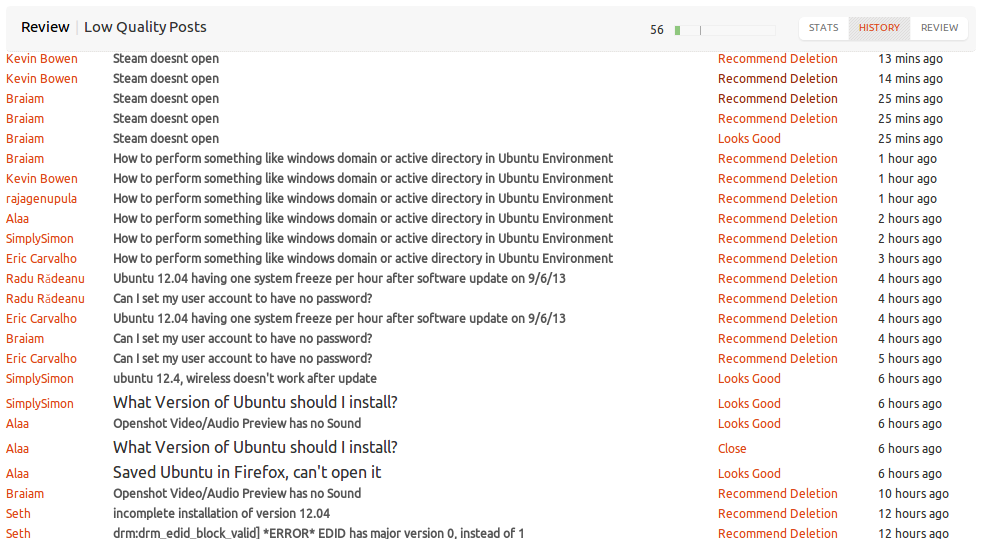 Review | Low Quality Posts 56 STATS HISTORY REVIEW
Kevin Bowen Steam doesnt open Recommend Deletion 13 mins ago
Kevin Bowen Steam doesnt open Recommend Deletion 14 mins ago
Braiam Steam doesnt open Recommend Deletion 25 mins ago
Braiam Steam doesnt open Recommend Deletion 25 mins ago
Braiam Steam doesnt open Looks Good 25 mins ago
Braiam How to perform something like windows domain or active directory in Ubuntu Environment Recommend Deletion 1 hour ago
Kevin Bowen How to perform something like windows domain or active directory in Ubuntu Environment Recommend Deletion 1 hour ago
rajagenupula How to perform something like windows domain or active directory in Ubuntu Environment Recommend Deletion 1 hour ago
Alaa How to perform something like windows domain or active directory in Ubuntu Environment Recommend Deletion 2 hours ago
SimplySimon How to perform something like windows domain or active directory in Ubuntu Environment Recommend Deletion 2 hours ago
Eric Carvalho How to perform something like windows domain or active directory in Ubuntu Environment Recommend Deletion 3 hours ago
Radu Rădeanu Ubuntu 12.04 having one system freeze per hour after software update on 9/6/13 Recommend Deletion 4 hours ago
Radu Rădeanu Can I set my user account to have no password? Recommend Deletion 4 hours ago
Eric Carvalho Ubuntu 12.04 having one system freeze per hour after software update on 9/6/13 Recommend Deletion 4 hours ago
Braiam Can I set my user account to have no password? Recommend Deletion 4 hours ago
Eric Carvalho Can I set my user account to have no password? Recommend Deletion 5 hours ago
SimplySimon ubuntu 12.4, wireless doesn't work after update Looks Good 6 hours ago
SimplySimon What Version of Ubuntu should I install? Looks Good 6 hours ago
Alaa Openshot Video/Audio Preview has no Sound Looks Good 6 hours ago
Alaa What Version of Ubuntu should I install? Close 6 hours ago
Alaa Saved Ubuntu in Firefox, can't open it Looks Good 6 hours ago
Braiam Openshot Video/Audio Preview has no Sound Recommend Deletion 10 hours ago
Seth incomplete installation of version 12.04 Recommend Deletion 12 hours ago
Seth drm:drm_edid_block_valid] *ERROR* EDID has major version 0, instead of 1 Recommend Deletion 12 hours ago